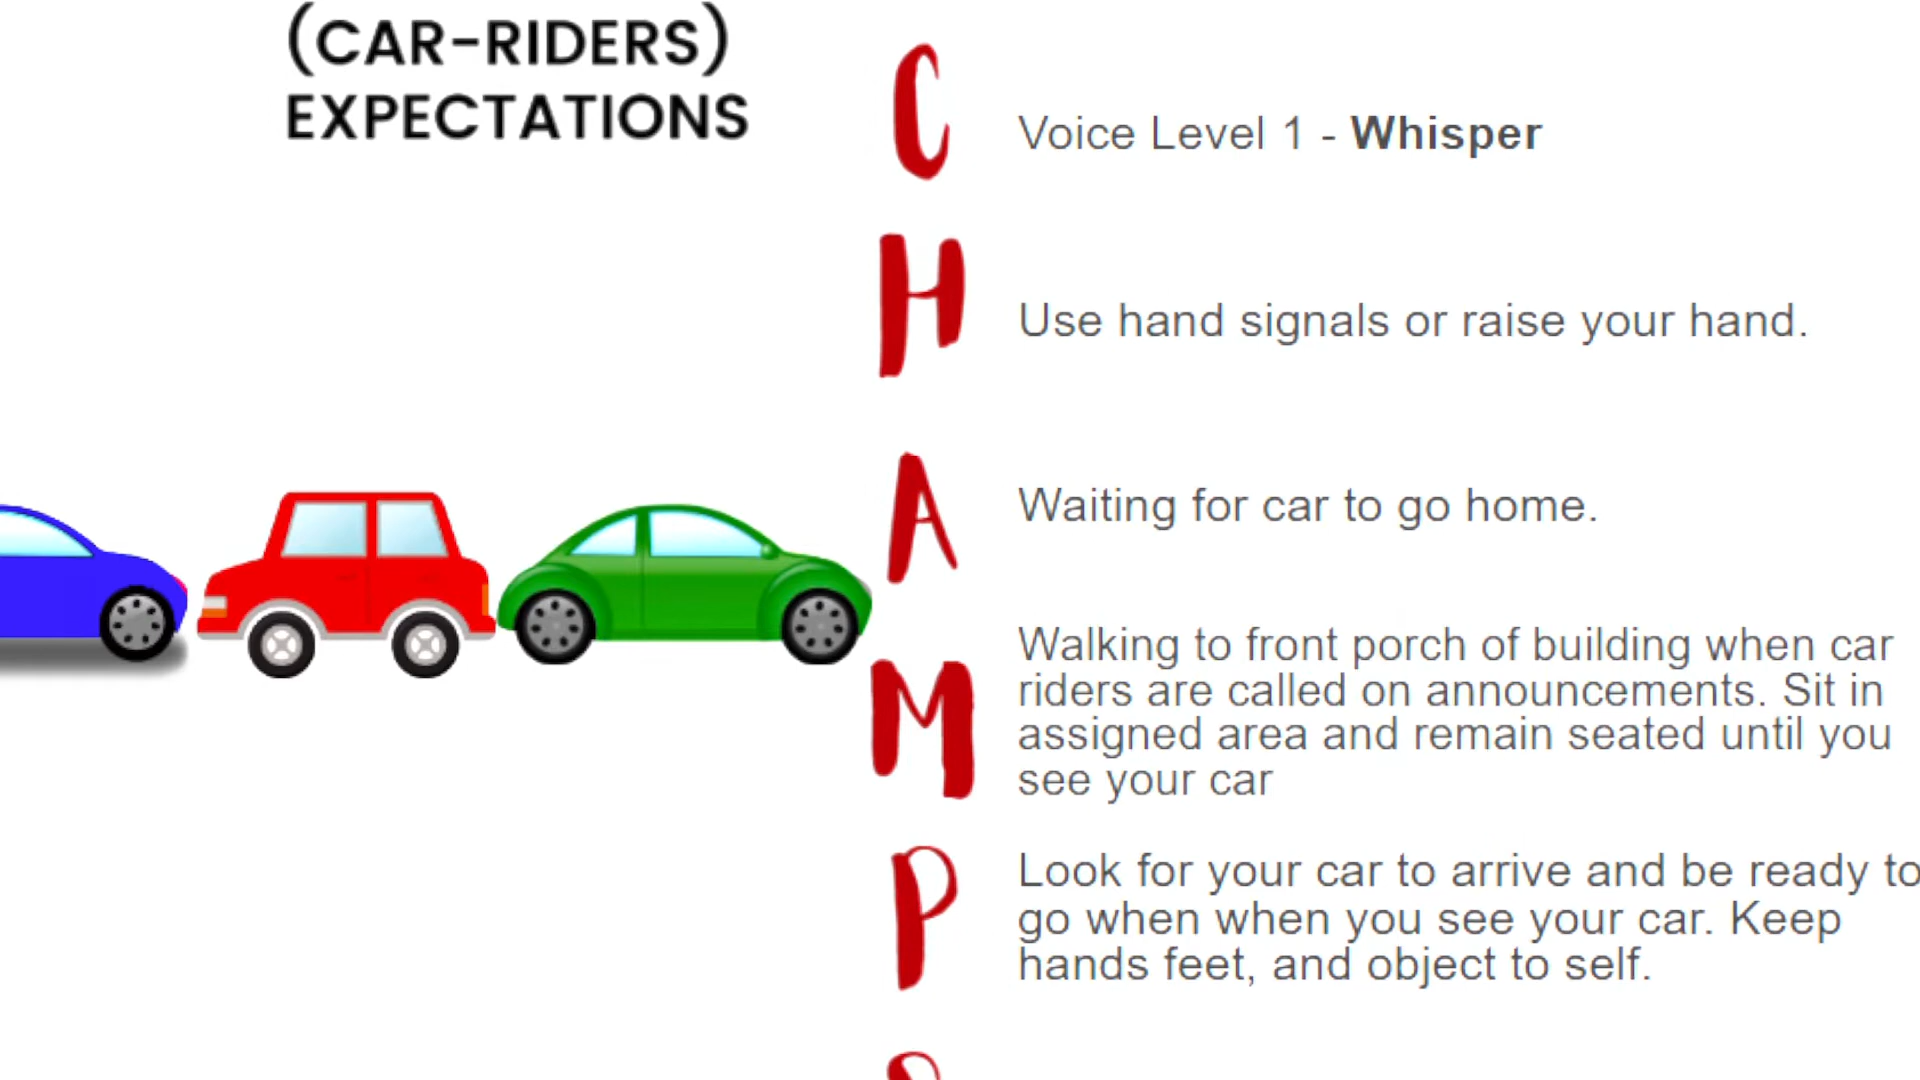 (CAR-RIDERS)
EXPECTATIONS
C
Voice Level 1 - Whisper
H
Use hand signals or raise your hand.
A
Waiting for car to go home.
M
Walking to front porch of building when car
riders are called on announcements. Sit in
assigned area and remain seated until you
see your car
P
Look for your car to arrive and be ready to
go when when you see your car. Keep
hands feet, and object to self.